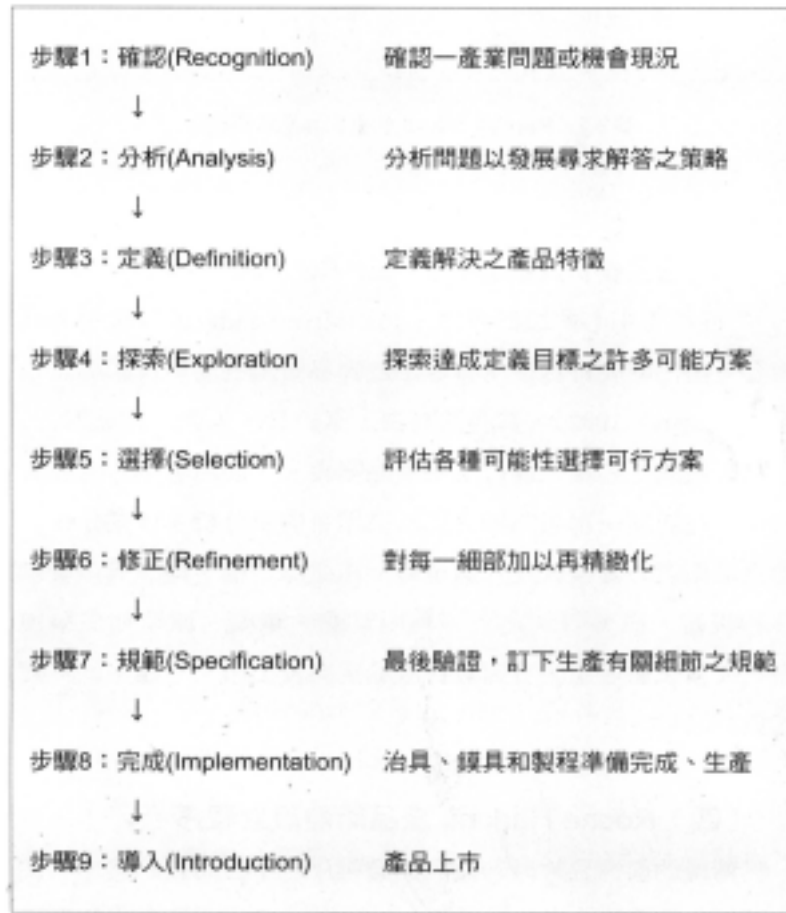 步驟1：確認(Recognition) 確認一產業問題或機會現況
↓
步驟2：分析(Analysis) 分析問題以發展尋求解答之策略
↓
步驟3：定義(Definition) 定義解決之產品特徵
↓
步驟4：探索(Exploration 探索達成定義目標之許多可能方案
↓
步驟5：選擇(Selection) 評估各種可能性選擇可行方案
↓
步驟6：修正(Refinement) 對每一細部加以再精緻化
↓
步驟7：規範(Specification) 最後驗證，訂下生產有關細節之規範
↓
步驟8：完成(Implementation) 治具、鏌具和製程準備完成、生產
↓
步驟9：導入(Introduction) 產品上市